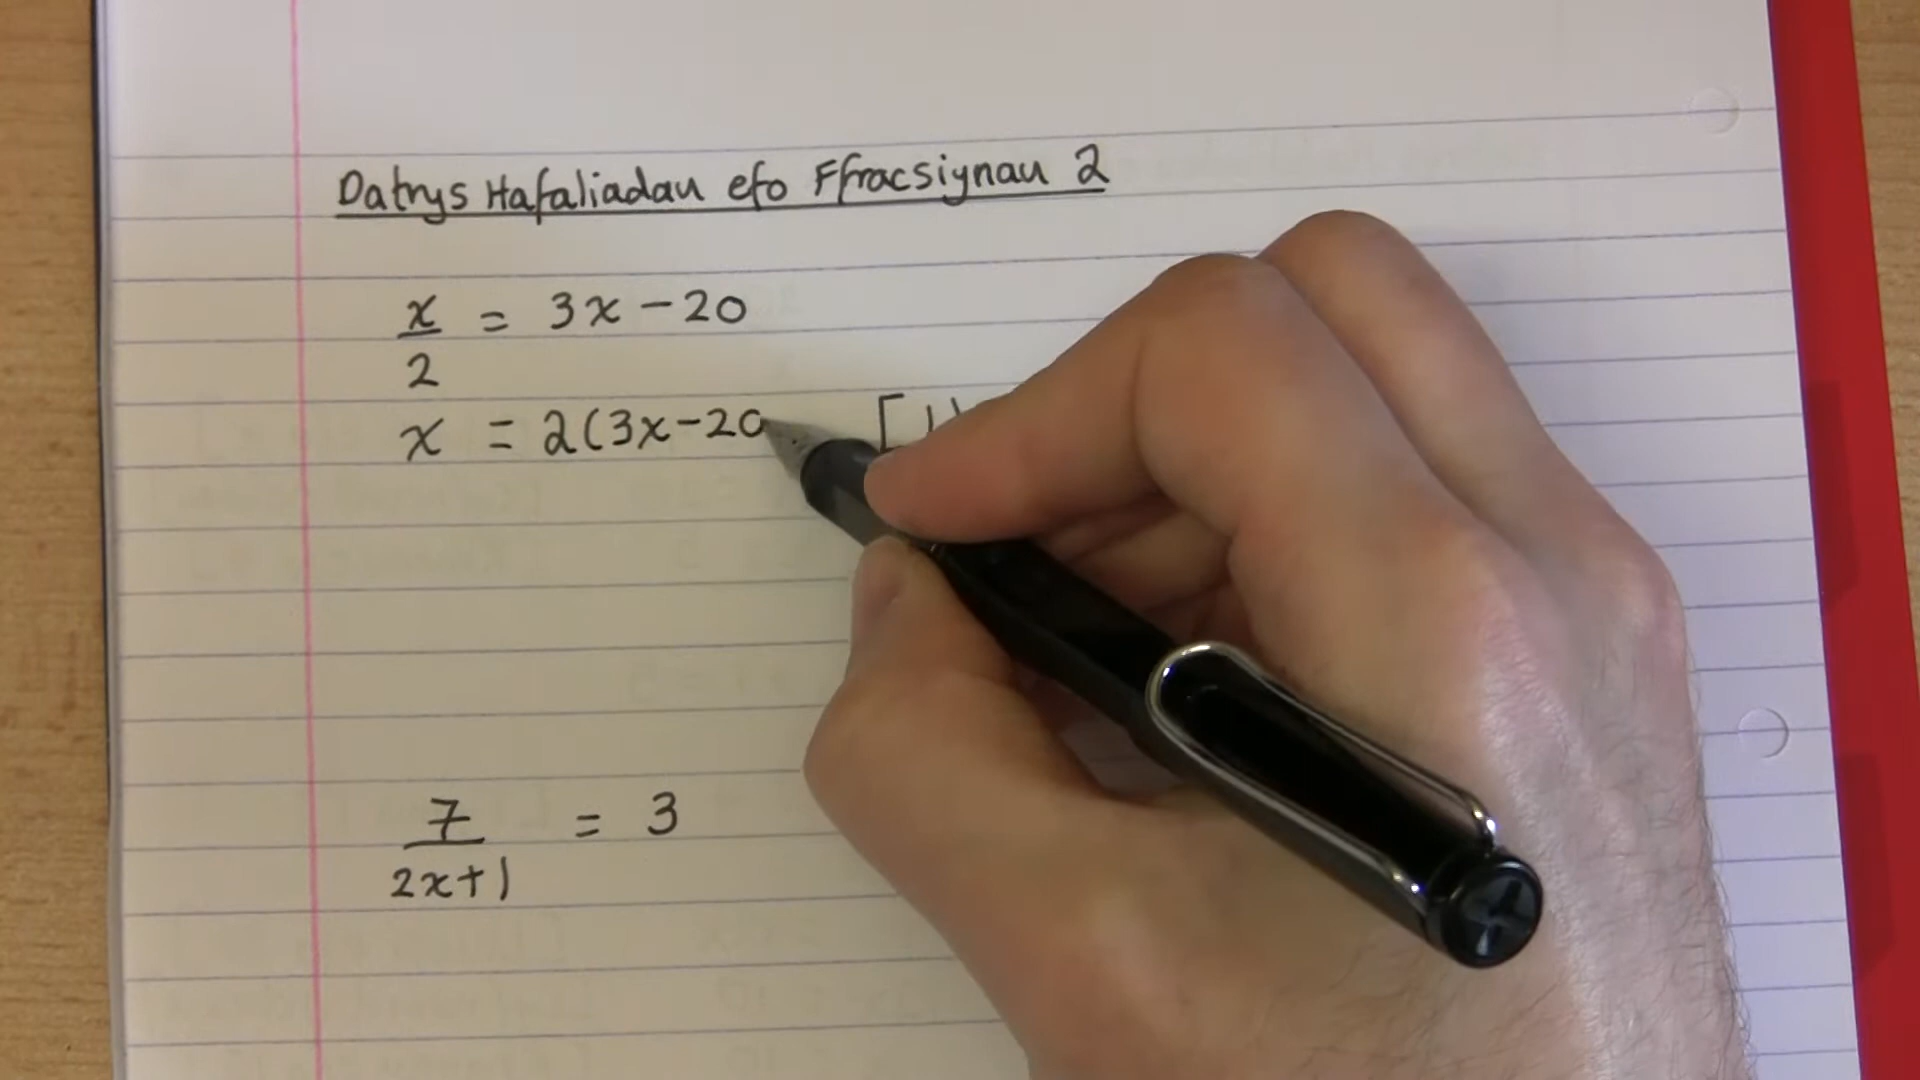 Datrys Hafaliadau efo Ffracsiynau 2
x/2 = 3x - 20
x = 2(3x-20 [
7/2x+1 = 3